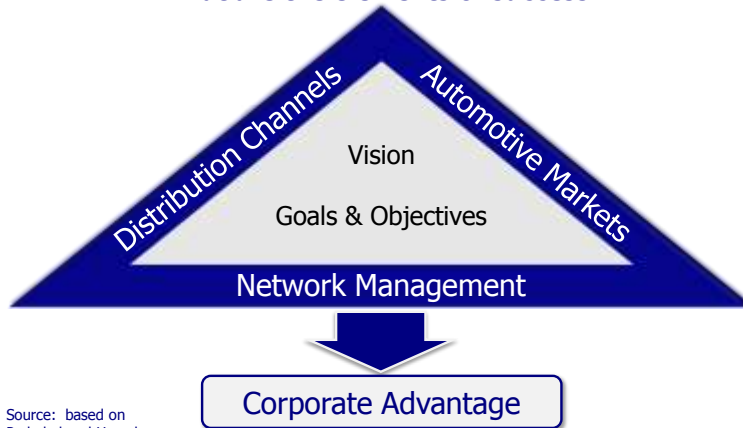 Distribution Channels
Automotive Markets
Vision
Goals & Objectives
Network Management
Corporate Advantage
Source: based on